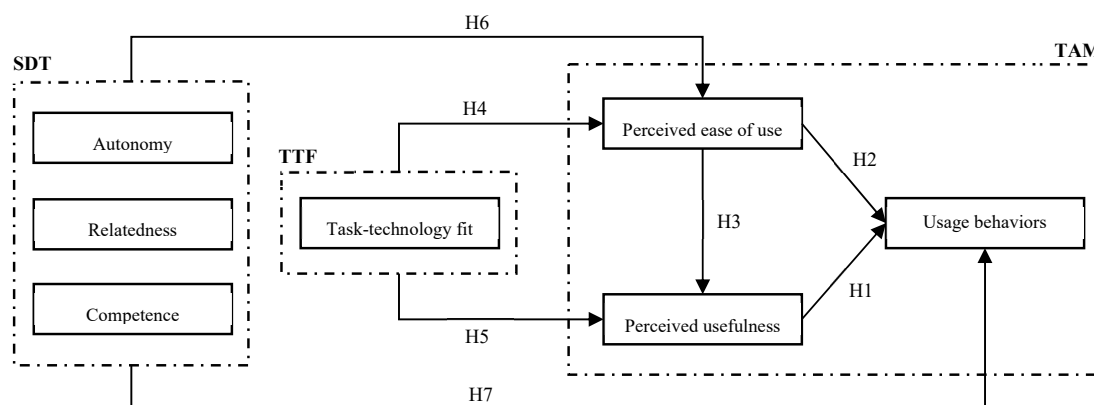 H6
SDT
TAM
Autonomy
Relatedness
Competence
H4
TTF
Task-technology fit
H5
Perceived ease of use
H2
H3
Usage behaviors
H1
Perceived usefulness
H7